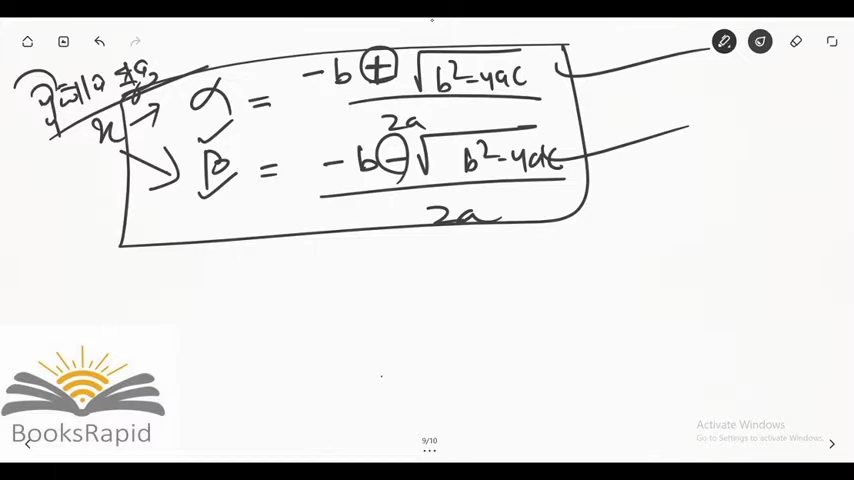 α = -b + √b²-4ac
2a
x
β = -b - √b²-4ac
2a
BooksRapid
Activate Windows
Go to Settings to activate Windows.
9/10